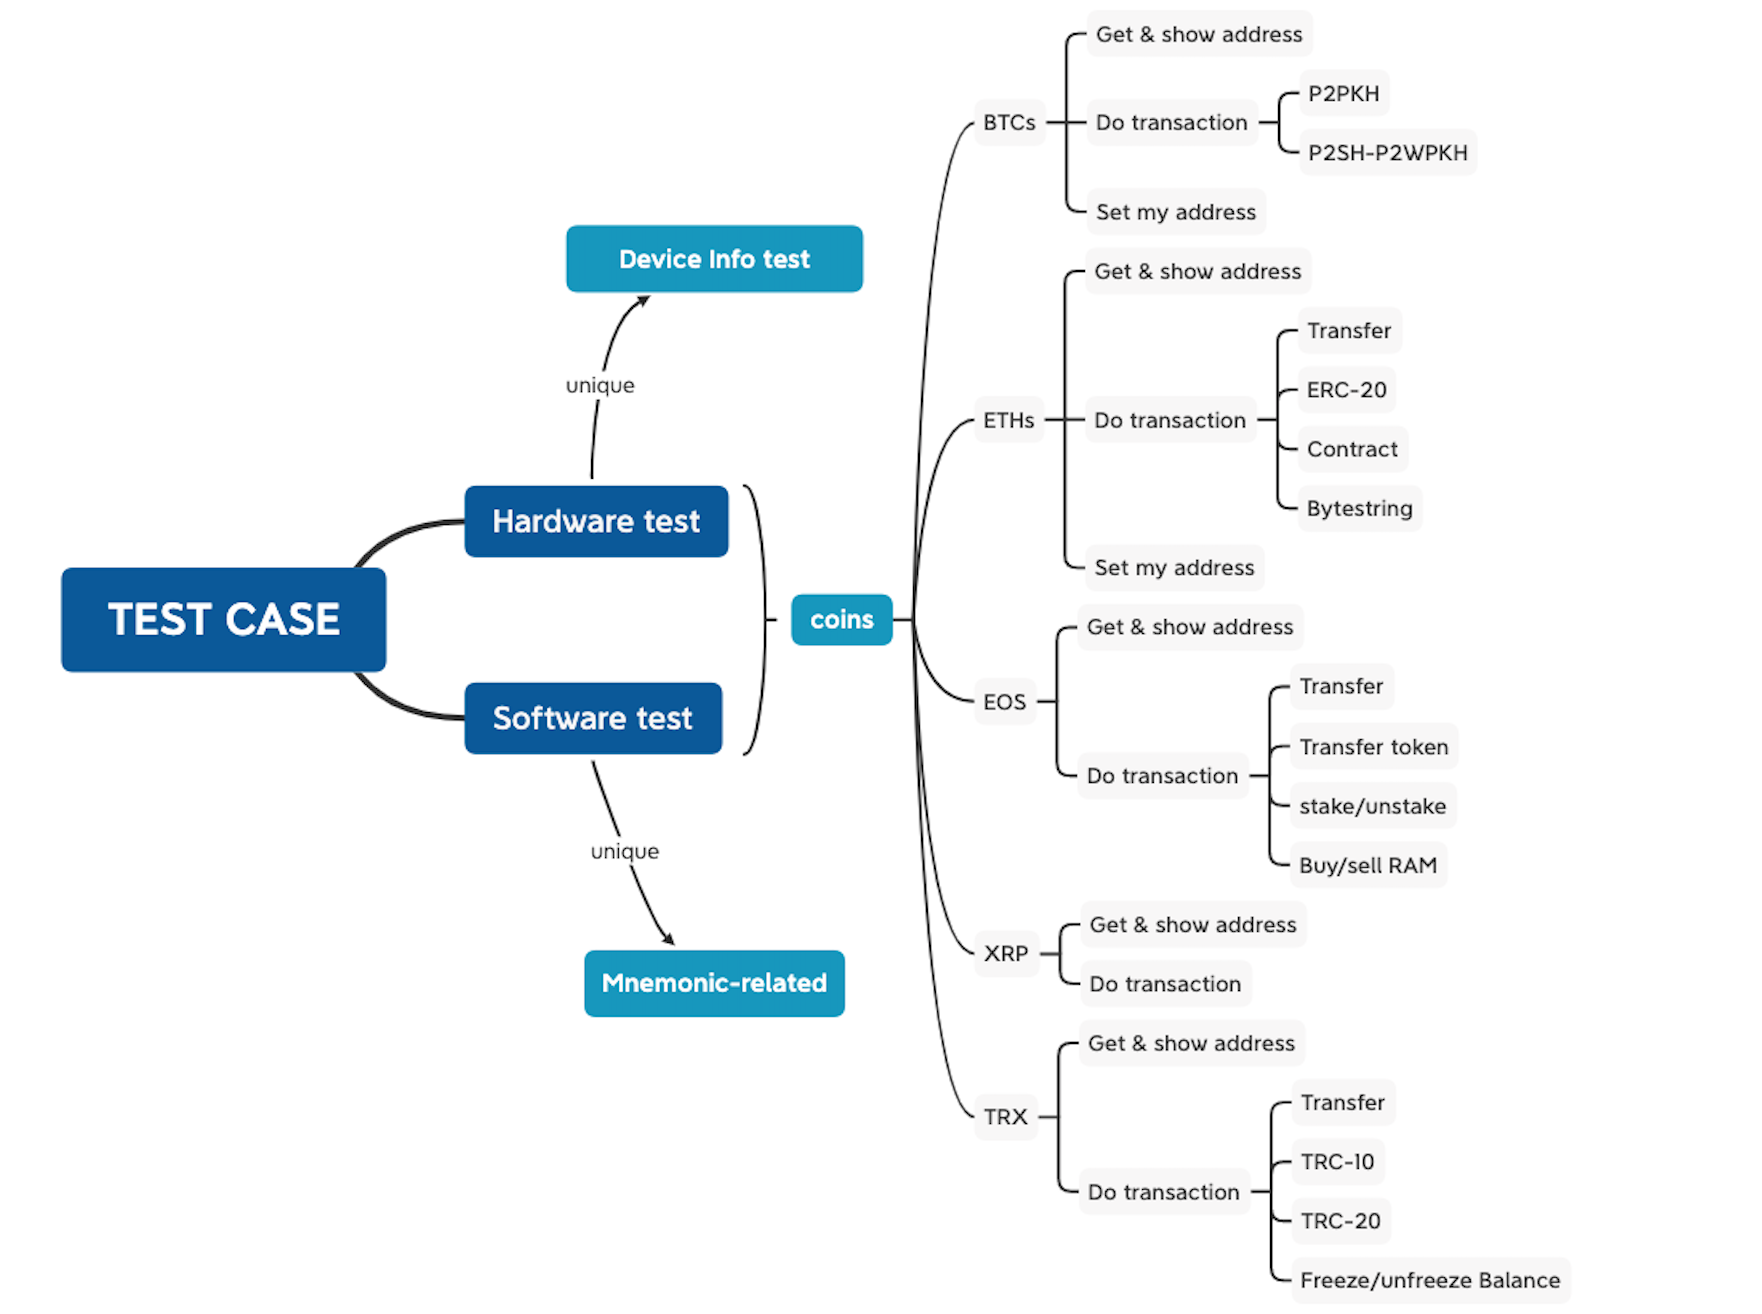 TEST CASE
Hardware test
unique
Device Info test
Software test
unique
Mnemonic-related
coins
BTCs
Get & show address
Do transaction
P2PKH
P2SH-P2WPKH
Set my address
ETHs
Get & show address
Do transaction
Transfer
ERC-20
Contract
Bytestring
Set my address
EOS
Get & show address
Do transaction
Transfer
Transfer token
stake/unstake
Buy/sell RAM
XRP
Get & show address
Do transaction
TRX
Get & show address
Do transaction
Transfer
TRC-10
TRC-20
Freeze/unfreeze Balance